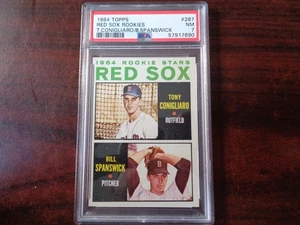 1964 TOPPS #287
RED SOX ROOKIES NM
T.CONIGLIARO/B.SPANSWICK 7
PSA 57917690
1964 ROOKIE STARS
RED SOX
TONY
CONIGLIARO
OUTFIELD
BILL
SPANSWICK
PITCHER
B